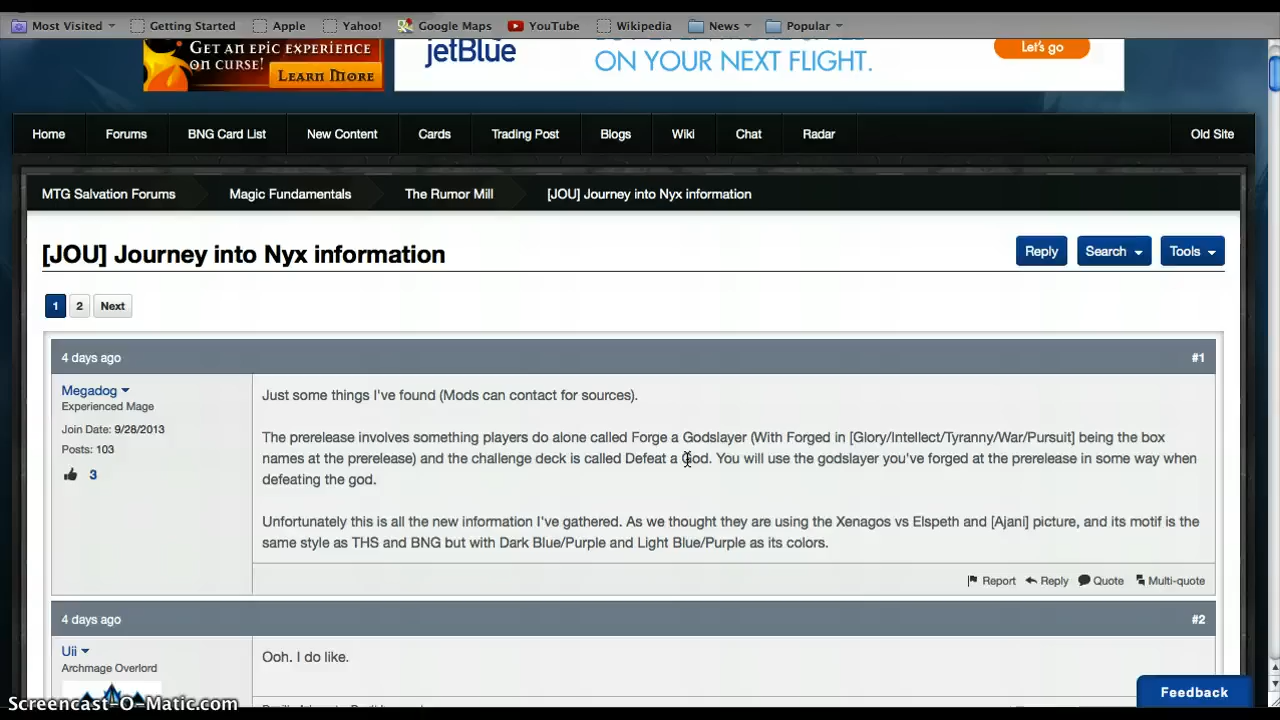 Most Visited Getting Started Apple Yahoo! Google Maps YouTube Wikipedia News Popular
GET AN EPIC EXPERIENCE
ON CURSE!
LEARN MORE
jetBlue
ON YOUR NEXT FLIGHT.
Let's go
Home Forums BNG Card List New Content Cards Trading Post Blogs Wiki Chat Radar Old Site
MTG Salvation Forums Magic Fundamentals The Rumor Mill [JOU] Journey into Nyx information
[JOU] Journey into Nyx information
Reply Search Tools
1 2 Next
4 days ago #1
Megadog
Experienced Mage
Join Date: 9/28/2013
Posts: 103
3
Just some things I've found (Mods can contact for sources).
The prerelease involves something players do alone called Forge a Godslayer (With Forged in [Glory/Intellect/Tyranny/War/Pursuit] being the box
names at the prerelease) and the challenge deck is called Defeat a God. You will use the godslayer you've forged at the prerelease in some way when
defeating the god.
Unfortunately this is all the new information I've gathered. As we thought they are using the Xenagos vs Elspeth and [Ajani] picture, and its motif is the
same style as THS and BNG but with Dark Blue/Purple and Light Blue/Purple as its colors.
Report Reply Quote Multi-quote
4 days ago #2
Uii
Archmage Overlord
Ooh. I do like.
Feedback
Screencast-O-Matic.com